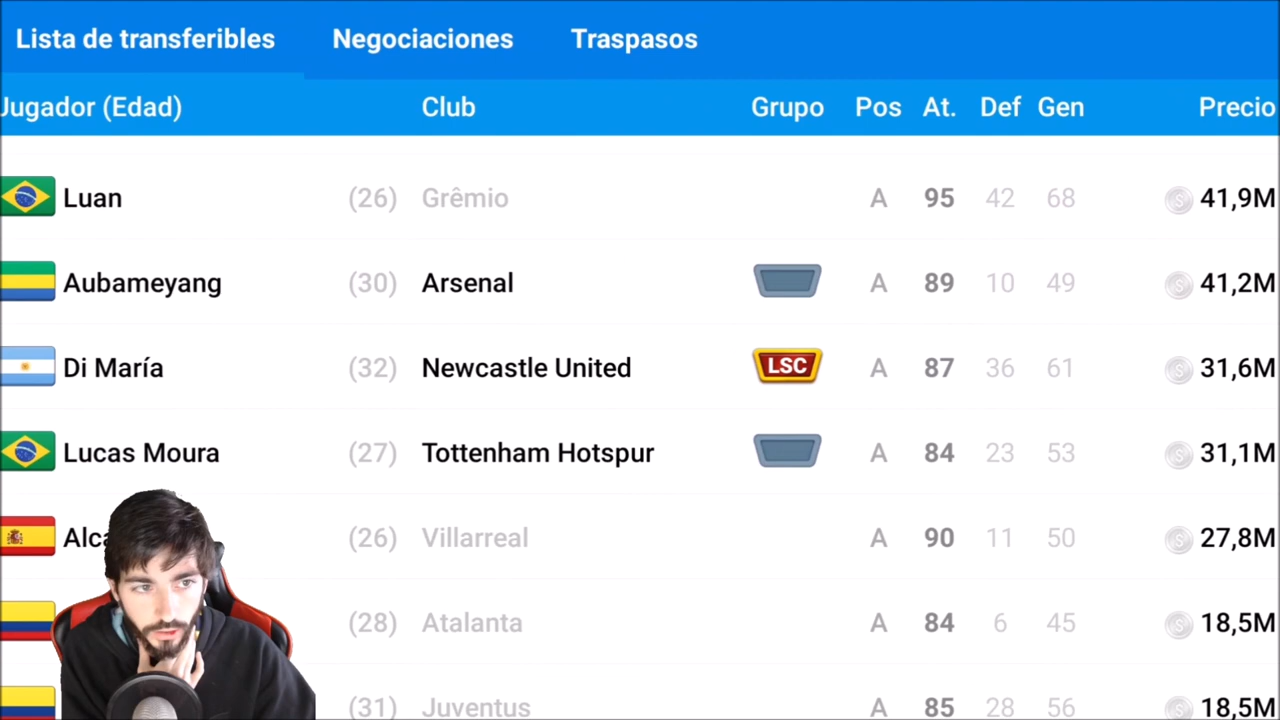 Lista de transferibles Negociaciones Traspasos
Jugador (Edad) Club Grupo Pos At. Def Gen Precio
Luan (26) Grêmio A 95 42 68 41,9M
Aubameyang (30) Arsenal A 89 10 49 41,2M
Di María (32) Newcastle United LSC A 87 36 61 31,6M
Lucas Moura (27) Tottenham Hotspur A 84 23 53 31,1M
(26) Villarreal A 90 11 50 27,8M
(28) Atalanta A 84 6 45 18,5M
(31) Juventus A 85 28 56 18,5M